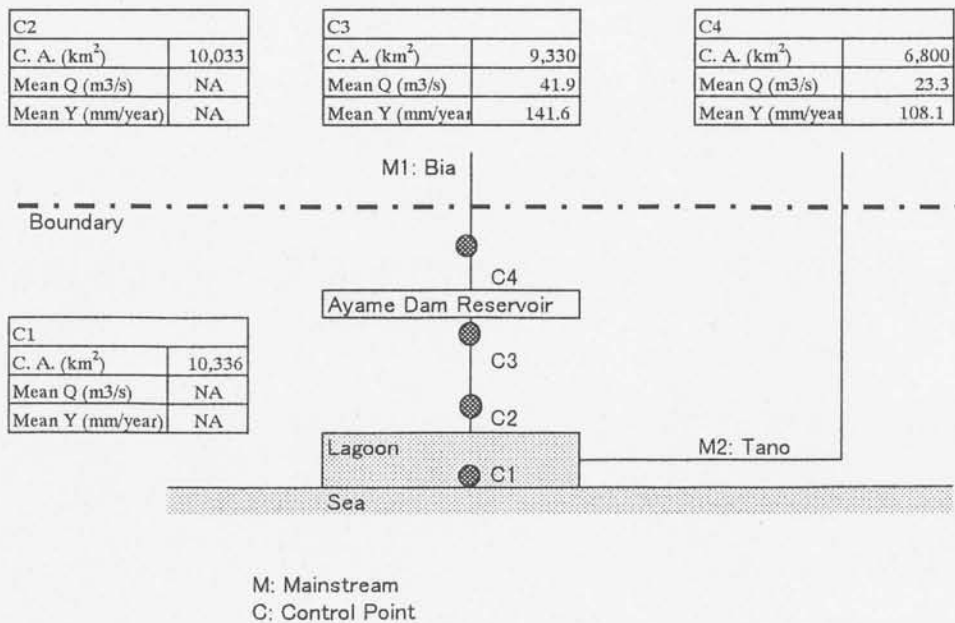 C2
C. A. (km²) 10,033
Mean Q (m3/s) NA
Mean Y (mm/year) NA
C3
C. A. (km²) 9,330
Mean Q (m3/s) 41.9
Mean Y (mm/year 141.6
C4
C. A. (km²) 6,800
Mean Q (m3/s) 23.3
Mean Y (mm/year 108.1
M1: Bia
Boundary
C4
Ayame Dam Reservoir
C1
C. A. (km²) 10,336
Mean Q (m3/s) NA
Mean Y (mm/year) NA
C3
C2
Lagoon
M2: Tano
C1
Sea
M: Mainstream
C: Control Point